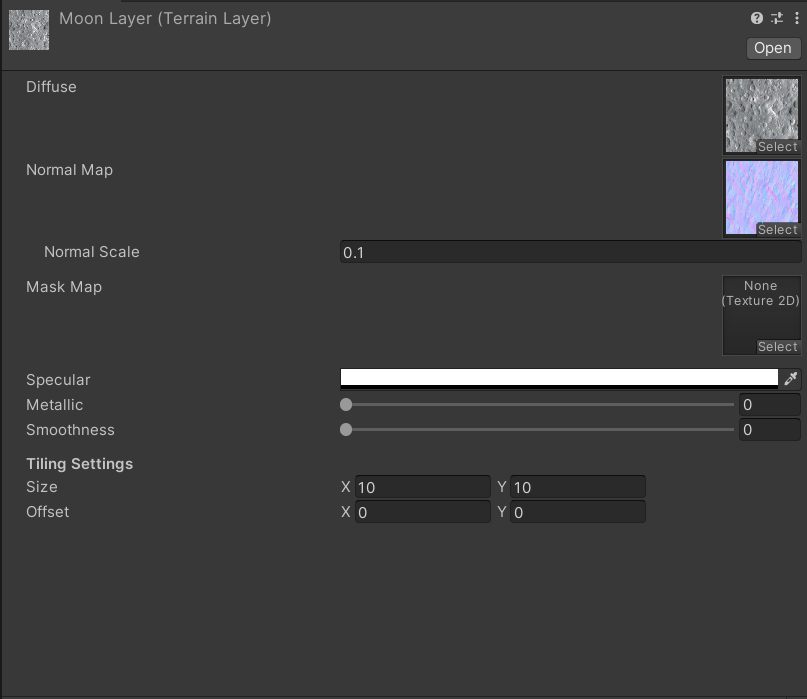 Moon Layer (Terrain Layer)
Open
Diffuse
Select
Normal Map
Select
Normal Scale 0.1
Mask Map
None
(Texture 2D)
Select
Specular
Metallic 0
Smoothness 0
Tiling Settings
Size X 10 Y 10
Offset X 0 Y 0